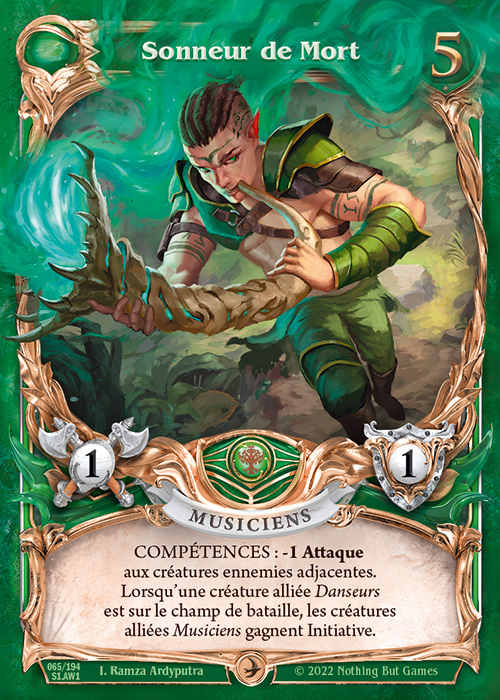 Sonneur de Mort
5
1
1
MUSICIENS
COMPÉTENCES : -1 Attaque
aux créatures ennemies adjacentes.
Lorsqu'une créature alliée Danseurs
est sur le champ de bataille, les créatures
alliées Musiciens gagnent Initiative.
065/194
S1.AW1
I. Ramza Ardyputra
© 2022 Nothing But Games